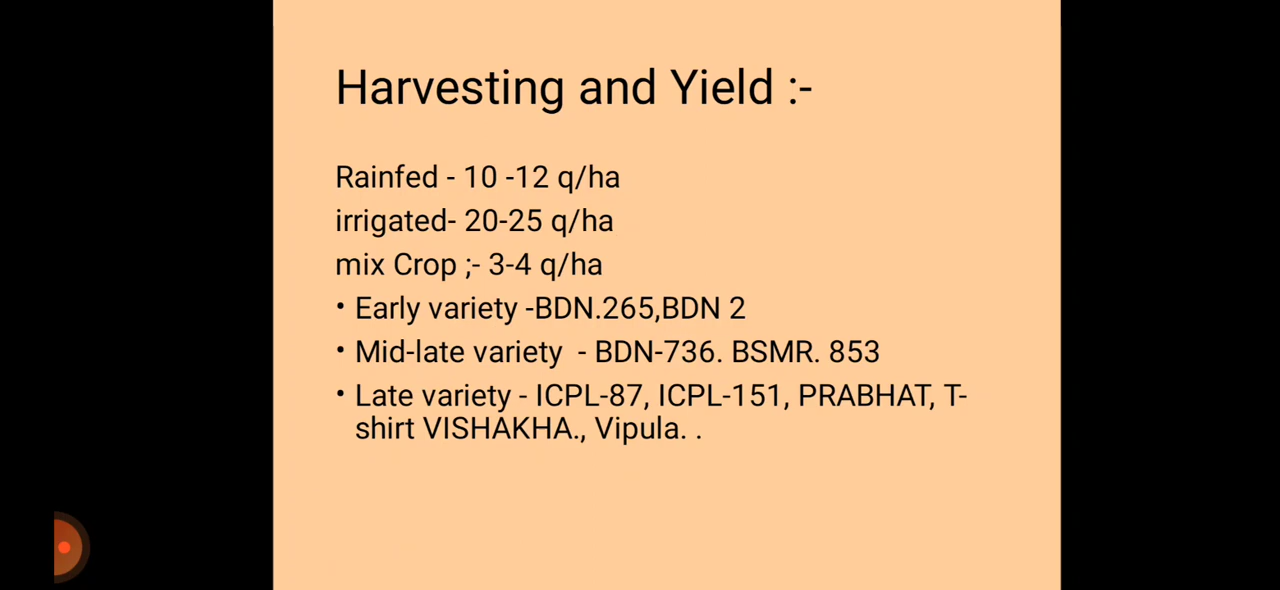 Harvesting and Yield :-
Rainfed - 10 -12 q/ha
irrigated- 20-25 q/ha
mix Crop ;- 3-4 q/ha
• Early variety -BDN.265,BDN 2
• Mid-late variety  - BDN-736. BSMR. 853
• Late variety - ICPL-87, ICPL-151, PRABHAT, T-
shirt VISHAKHA., Vipula. .